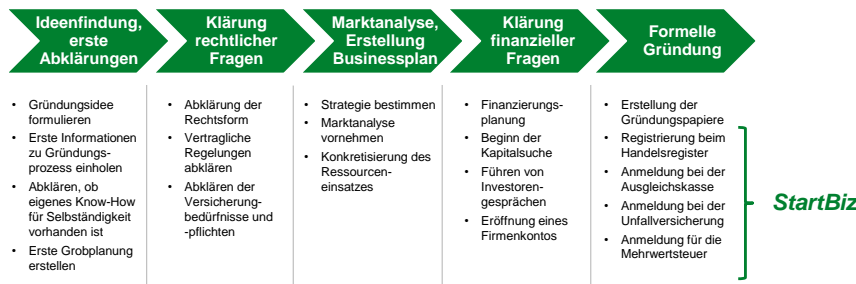 Ideenfindung,
erste
Abklärungen
Klärung
rechtlicher
Fragen
Marktanalyse,
Erstellung
Businessplan
Klärung
finanzieller
Fragen
Formelle
Gründung
• Gründungsidee
formulieren
• Erste Informationen
zu Gründungs-
prozess einholen
• Abklären, ob
eigenes Know-How
für Selbständigkeit
vorhanden ist
• Erste Grobplanung
erstellen
• Abklärung der
Rechtsform
• Vertragliche
Regelungen
abklären
• Abklären der
Versicherung-
bedürfnisse und
-pflichten
• Strategie bestimmen
• Marktanalyse
vornehmen
• Konkretisierung des
Ressourcen-
einsatzes
• Finanzierungs-
planung
• Beginn der
Kapitalsuche
• Führen von
Investoren-
gesprächen
• Eröffnung eines
Firmenkontos
• Erstellung der
Gründungspapiere
• Registrierung beim
Handelsregister
• Anmeldung bei der
Ausgleichskasse
• Anmeldung bei der
Unfallversicherung
• Anmeldung für die
Mehrwertsteuer
StartBiz